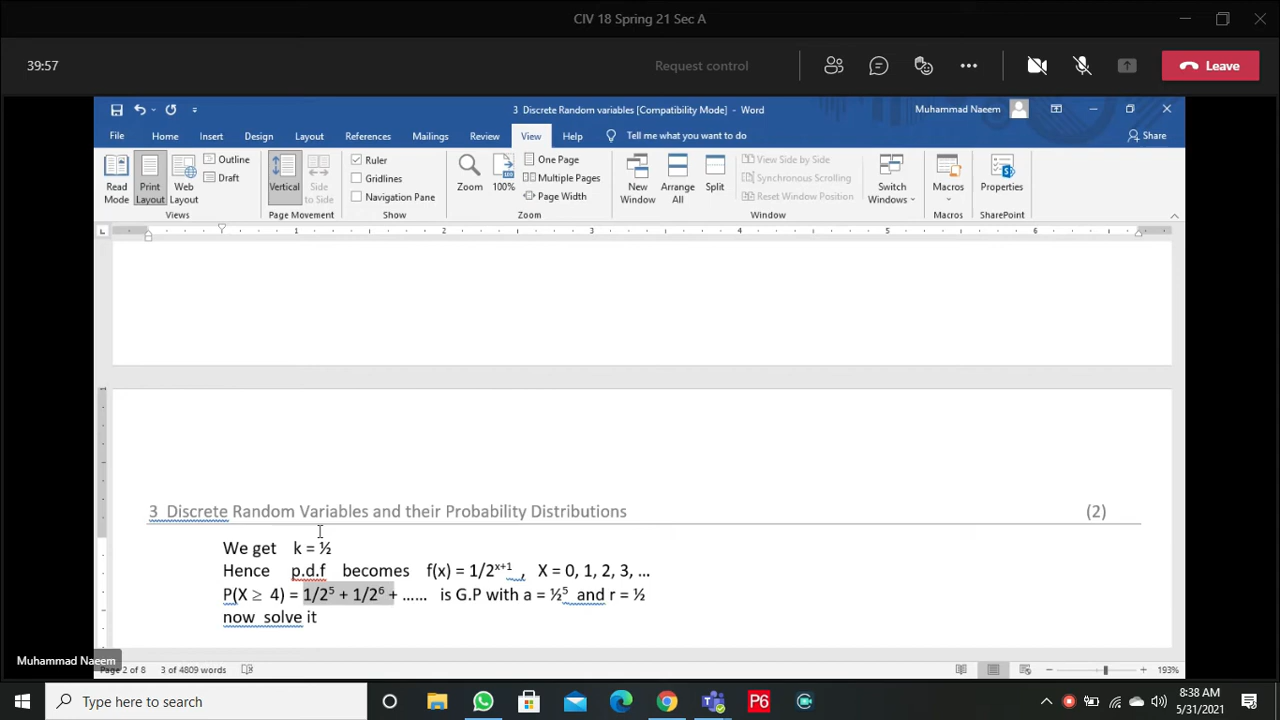 CIV 18 Spring 21 Sec A
39:57
Request control
Leave
3 Discrete Random variables [Compatibility Mode] - Word
Muhammad Naeem
File Home Insert Design Layout References Mailings Review View Help Tell me what you want to do Share
Read Mode
Print Layout
Web Layout
Outline
Draft
Views
Vertical
Side to Side
Page Movement
Ruler
Gridlines
Navigation Pane
Show
Zoom
100%
One Page
Multiple Pages
Page Width
Zoom
New Window
Arrange All
Split
View Side by Side
Synchronous Scrolling
Reset Window Position
Switch Windows
Window
Macros
Macros
Properties
SharePoint
1 2 3 4 5 6
3 Discrete Random Variables and their Probability Distributions (2)
We get k = ½
Hence p.d.f becomes f(x) = 1/2ˣ⁺¹ , X = 0, 1, 2, 3, ...
P(X ≥ 4) = 1/2⁵ + 1/2⁶ + ...... is G.P with a = ½⁵ and r = ½
now solve it
Muhammad Naeem
Page 2 of 8 3 of 4809 words 193%
Type here to search
P6
8:38 AM
5/31/2021